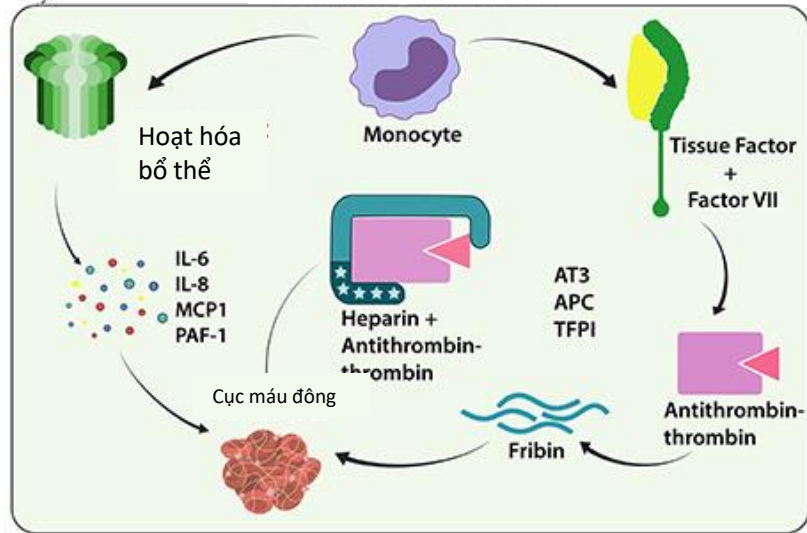 Monocyte
Hoạt hóa
bổ thể
Tissue Factor
+
Factor VII
IL-6
IL-8
MCP1
PAF-1
Heparin +
Antithrombin-
thrombin
AT3
APC
TFPI
Cục máu đông
Fribin
Antithrombin-
thrombin